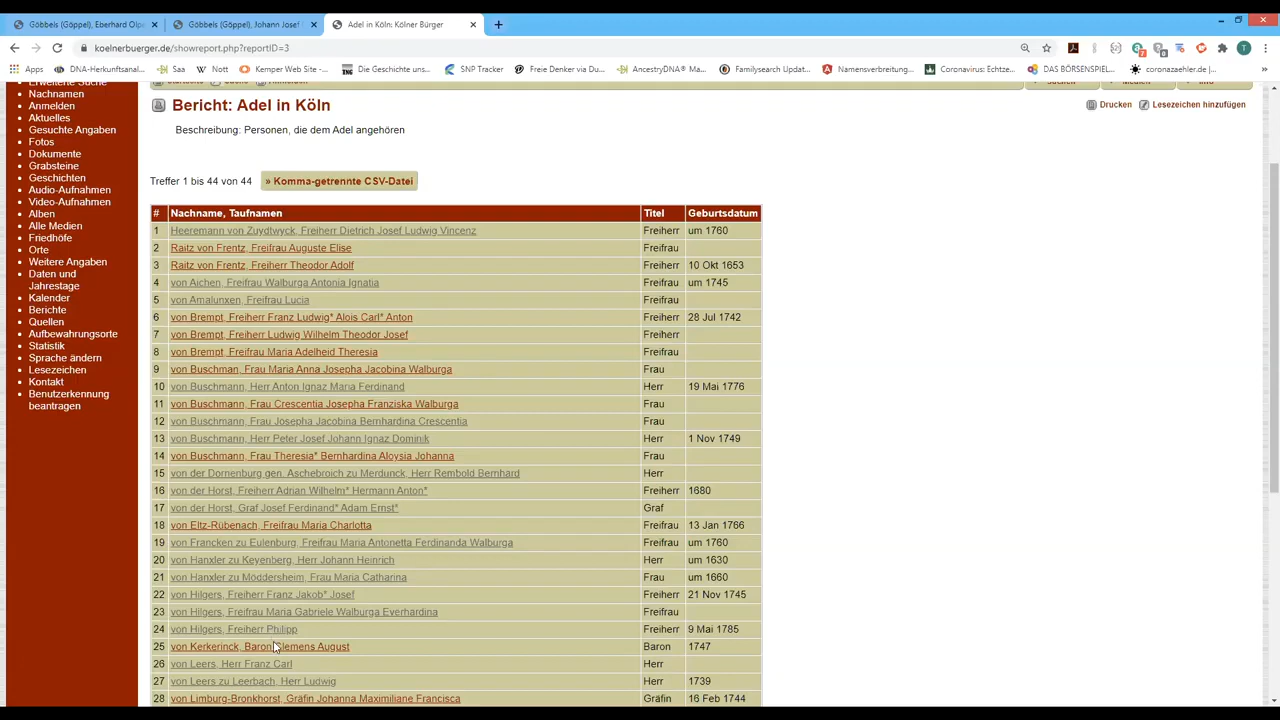 Göbbels (Göppel), Eberhard Olp
Göbbels (Göppel), Johann Josef
Adel in Köln: Kölner Bürger
koelnerbuerger.de/showreport.php?reportID=3
Apps DNA-Herkunftsanal... Saa Nott Kemper Web Site -... Die Geschichte uns... SNP Tracker Freie Denker via Du... AncestryDNA® Ma... Familysearch Updat... Namensverbreitung... Coronavirus: Echtze... DAS BÖRSENSPIEL... coronazaehler.de |... »
Erweiterte Suche
Nachnamen
Anmelden
Aktuelles
Gesuchte Angaben
Fotos
Dokumente
Grabsteine
Geschichten
Audio-Aufnahmen
Video-Aufnahmen
Alben
Alle Medien
Friedhöfe
Orte
Weitere Angaben
Daten und
Jahrestage
Kalender
Berichte
Quellen
Aufbewahrungsorte
Statistik
Sprache ändern
Lesezeichen
Kontakt
Benutzerkennung
beantragen
Bericht: Adel in Köln
Drucken Lesezeichen hinzufügen
Beschreibung: Personen, die dem Adel angehören
Treffer 1 bis 44 von 44 » Komma-getrennte CSV-Datei
# Nachname, Taufnamen Titel Geburtsdatum
1 Heeremann von Zuydtwyck, Freiherr Dietrich Josef Ludwig Vincenz Freiherr um 1760
2 Raitz von Frentz, Freifrau Auguste Elise Freifrau
3 Raitz von Frentz, Freiherr Theodor Adolf Freiherr 10 Okt 1653
4 von Aichen, Freifrau Walburga Antonia Ignatia Freifrau um 1745
5 von Amalunxen, Freifrau Lucia Freifrau
6 von Brempt, Freiherr Franz Ludwig* Alois Carl* Anton Freiherr 28 Jul 1742
7 von Brempt, Freiherr Ludwig Wilhelm Theodor Josef Freiherr
8 von Brempt, Freifrau Maria Adelheid Theresia Freifrau
9 von Buschman, Frau Maria Anna Josepha Jacobina Walburga Frau
10 von Buschmann, Herr Anton Ignaz Maria Ferdinand Herr 19 Mai 1776
11 von Buschmann, Frau Crescentia Josepha Franziska Walburga Frau
12 von Buschmann, Frau Josepha Jacobina Bernhardina Crescentia Frau
13 von Buschmann, Herr Peter Josef Johann Ignaz Dominik Herr 1 Nov 1749
14 von Buschmann, Frau Theresia* Bernhardina Aloysia Johanna Frau
15 von der Dornenburg gen. Aschebroich zu Merdunck, Herr Rembold Bernhard Herr
16 von der Horst, Freiherr Adrian Wilhelm* Hermann Anton* Freiherr 1680
17 von der Horst, Graf Josef Ferdinand* Adam Ernst* Graf
18 von Eltz-Rübenach, Freifrau Maria Charlotta Freifrau 13 Jan 1766
19 von Francken zu Eulenburg, Freifrau Maria Antonetta Ferdinanda Walburga Freifrau um 1760
20 von Hanxler zu Keyenberg, Herr Johann Heinrich Herr um 1630
21 von Hanxler zu Möddersheim, Frau Maria Catharina Frau um 1660
22 von Hilgers, Freiherr Franz Jakob* Josef Freiherr 21 Nov 1745
23 von Hilgers, Freifrau Maria Gabriele Walburga Everhardina Freifrau
24 von Hilgers, Freiherr Philipp Freiherr 9 Mai 1785
25 von Kerkerinck, Baron Clemens August Baron 1747
26 von Leers, Herr Franz Carl Herr
27 von Leers zu Leerbach, Herr Ludwig Herr 1739
28 von Limburg-Bronkhorst, Gräfin Johanna Maximiliane Francisca Gräfin 16 Feb 1744